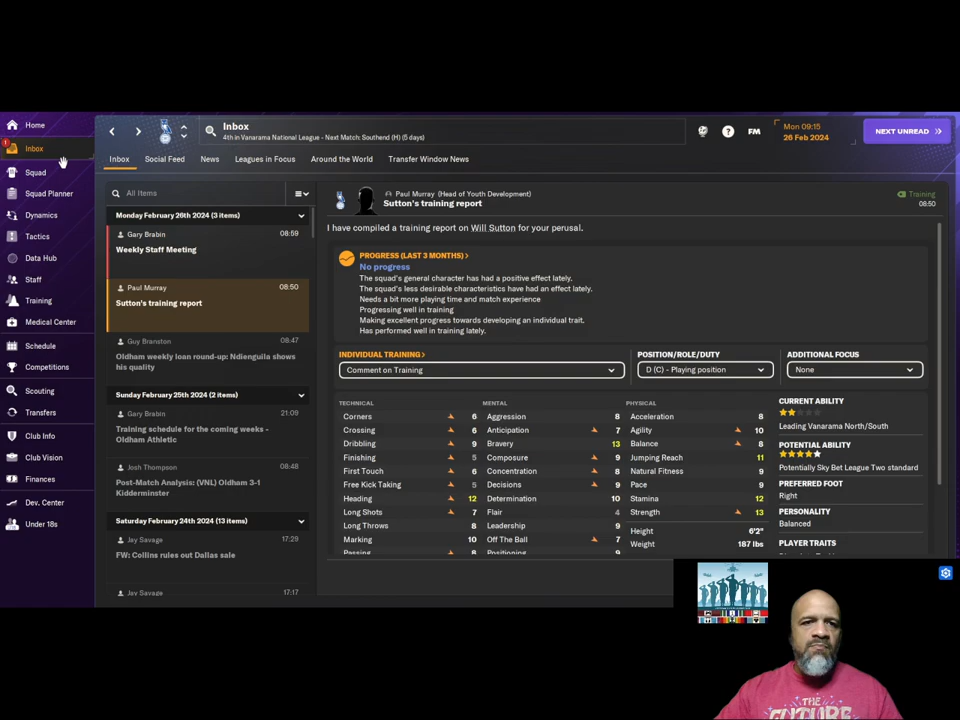 Home
Inbox
Squad
Squad Planner
Dynamics
Tactics
Data Hub
Staff
Training
Medical Center
Schedule
Competitions
Scouting
Transfers
Club Info
Club Vision
Finances
Dev. Center
Under 18s
Inbox
4th in Vanarama National League - Next Match: Southend (H) (5 days)
FM
Mon 09:15
26 Feb 2024
NEXT UNREAD
Inbox Social Feed News Leagues in Focus Around the World Transfer Window News
All Items
Monday February 26th 2024 (3 items)
Gary Brabin 08:59
Weekly Staff Meeting
Paul Murray 08:50
Sutton's training report
Guy Branston 08:47
Oldham weekly loan round-up: Ndienguila shows
his quality
Sunday February 25th 2024 (2 items)
Gary Brabin 21:09
Training schedule for the coming weeks -
Oldham Athletic
Josh Thompson 08:48
Post-Match Analysis: (VNL) Oldham 3-1
Kidderminster
Saturday February 24th 2024 (13 items)
Jay Savage 17:29
FW: Collins rules out Dallas sale
Jay Savage 17:17
Paul Murray (Head of Youth Development)
Sutton's training report
Training
08:50
I have compiled a training report on Will Sutton for your perusal.
PROGRESS (LAST 3 MONTHS) >
No progress
The squad's general character has had a positive effect lately.
The squad's less desirable characteristics have had an effect lately.
Needs a bit more playing time and match experience
Progressing well in training
Making excellent progress towards developing an individual trait.
Has performed well in training lately.
INDIVIDUAL TRAINING > POSITION/ROLE/DUTY ADDITIONAL FOCUS
Comment on Training D (C) - Playing position None
TECHNICAL MENTAL PHYSICAL
Corners 6 Aggression 8 Acceleration 8
Crossing 6 Anticipation 7 Agility 10
Dribbling 9 Bravery 13 Balance 8
Finishing 5 Composure 9 Jumping Reach 11
First Touch 6 Concentration 8 Natural Fitness 9
Free Kick Taking 5 Decisions 9 Pace 9
Heading 12 Determination 10 Stamina 12
Long Shots 7 Flair 4 Strength 13
Long Throws 8 Leadership 9 Height 6'2"
Marking 10 Off The Ball 7 Weight 187 lbs
Passing 8 Positioning 9
CURRENT ABILITY
Leading Vanarama North/South
POTENTIAL ABILITY
Potentially Sky Bet League Two standard
PREFERRED FOOT
Right
PERSONALITY
Balanced
PLAYER TRAITS
THE
FUTURE